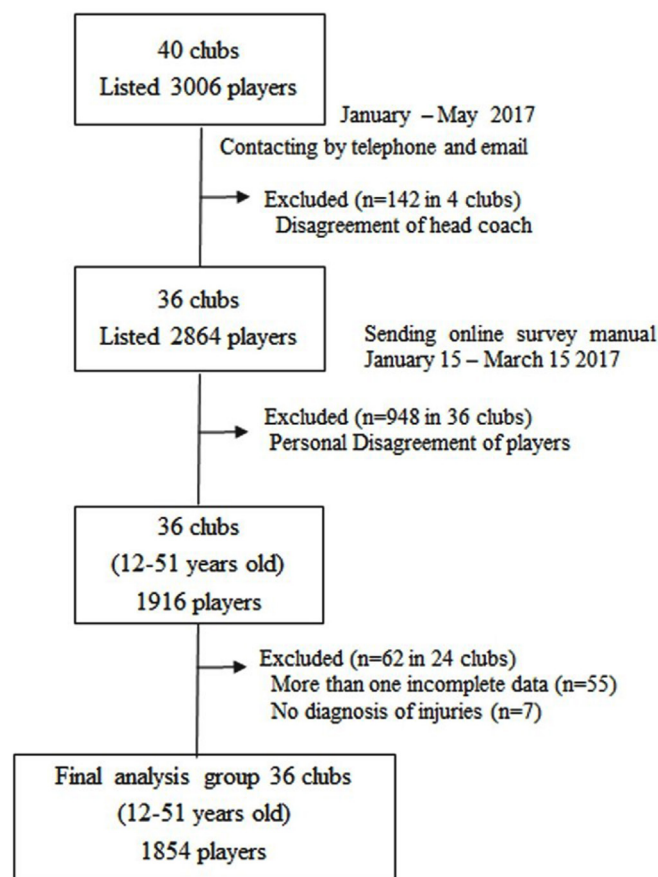 40 clubs
Listed 3006 players
January – May 2017
Contacting by telephone and email
Excluded (n=142 in 4 clubs)
Disagreement of head coach
36 clubs
Listed 2864 players
Sending online survey manual
January 15 – March 15 2017
Excluded (n=948 in 36 clubs)
Personal Disagreement of players
36 clubs
(12-51 years old)
1916 players
Excluded (n=62 in 24 clubs)
More than one incomplete data (n=55)
No diagnosis of injuries (n=7)
Final analysis group 36 clubs
(12-51 years old)
1854 players